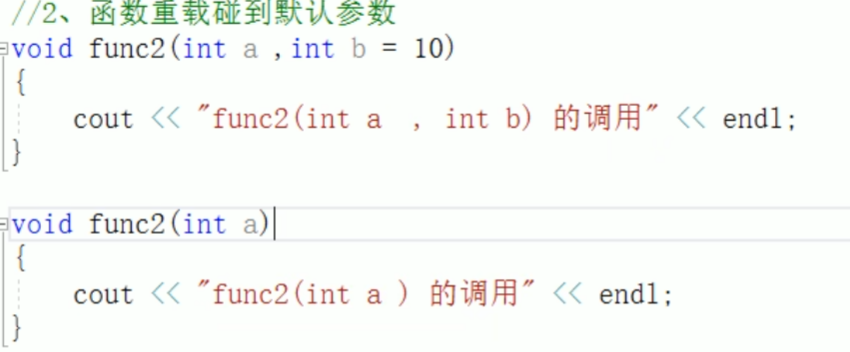 //2、函数重载碰到默认参数
void func2(int a ,int b = 10)
{
cout << "func2(int a  , int b) 的调用" << endl;
}
void func2(int a)
{
cout << "func2(int a ) 的调用" << endl;
}